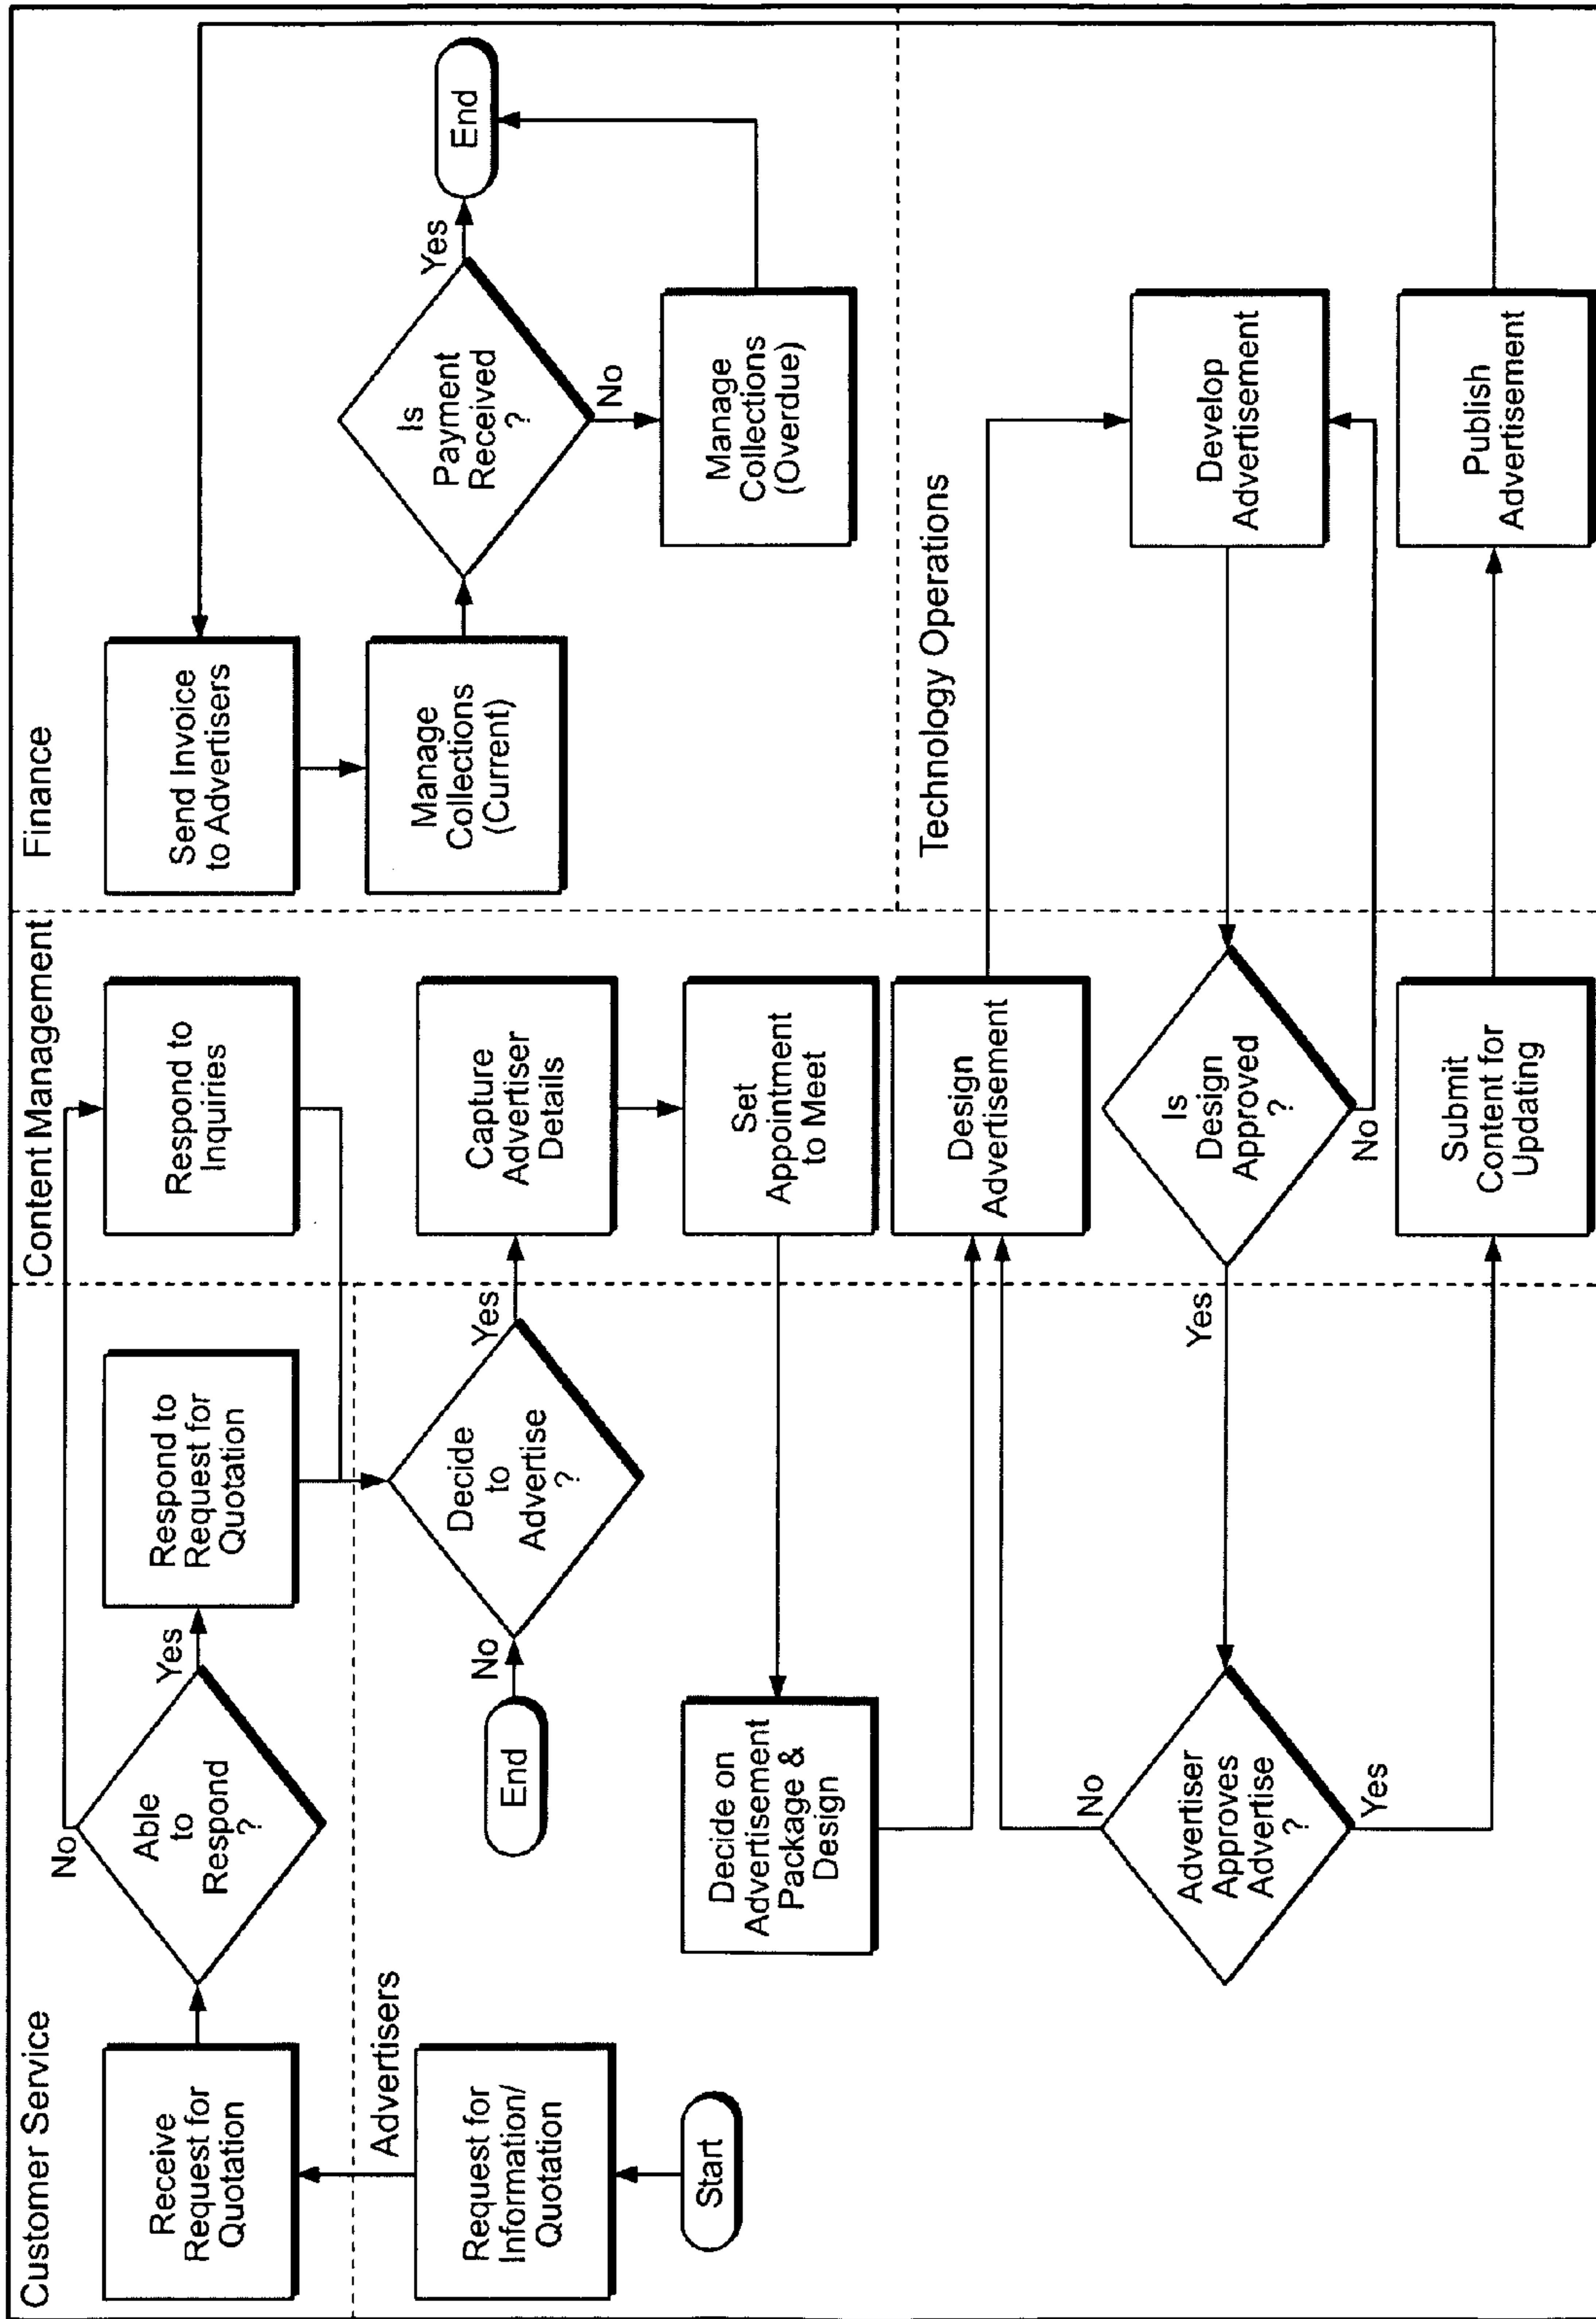 Customer Service
Receive
Request for
Quotation
No
Able
to
Respond
?
Yes
Respond to
Request for
Quotation
Advertisers
Request for
Information/
Quotation
Start
End
No
Decide
to
Advertise
?
Yes
Decide on
Advertisement
Package &
Design
No
Advertiser
Approves
Advertise
?
Yes
Content Management
Respond to
Inquiries
Capture
Advertiser
Details
Set
Appointment
to Meet
Design
Advertisement
Yes
Is
Design
Approved
?
No
Submit
Content for
Updating
Finance
Send Invoice
to Advertisers
Manage
Collections
(Current)
Is
Payment
Received
?
Yes
End
No
Manage
Collections
(Overdue)
Technology Operations
Develop
Advertisement
Publish
Advertisement